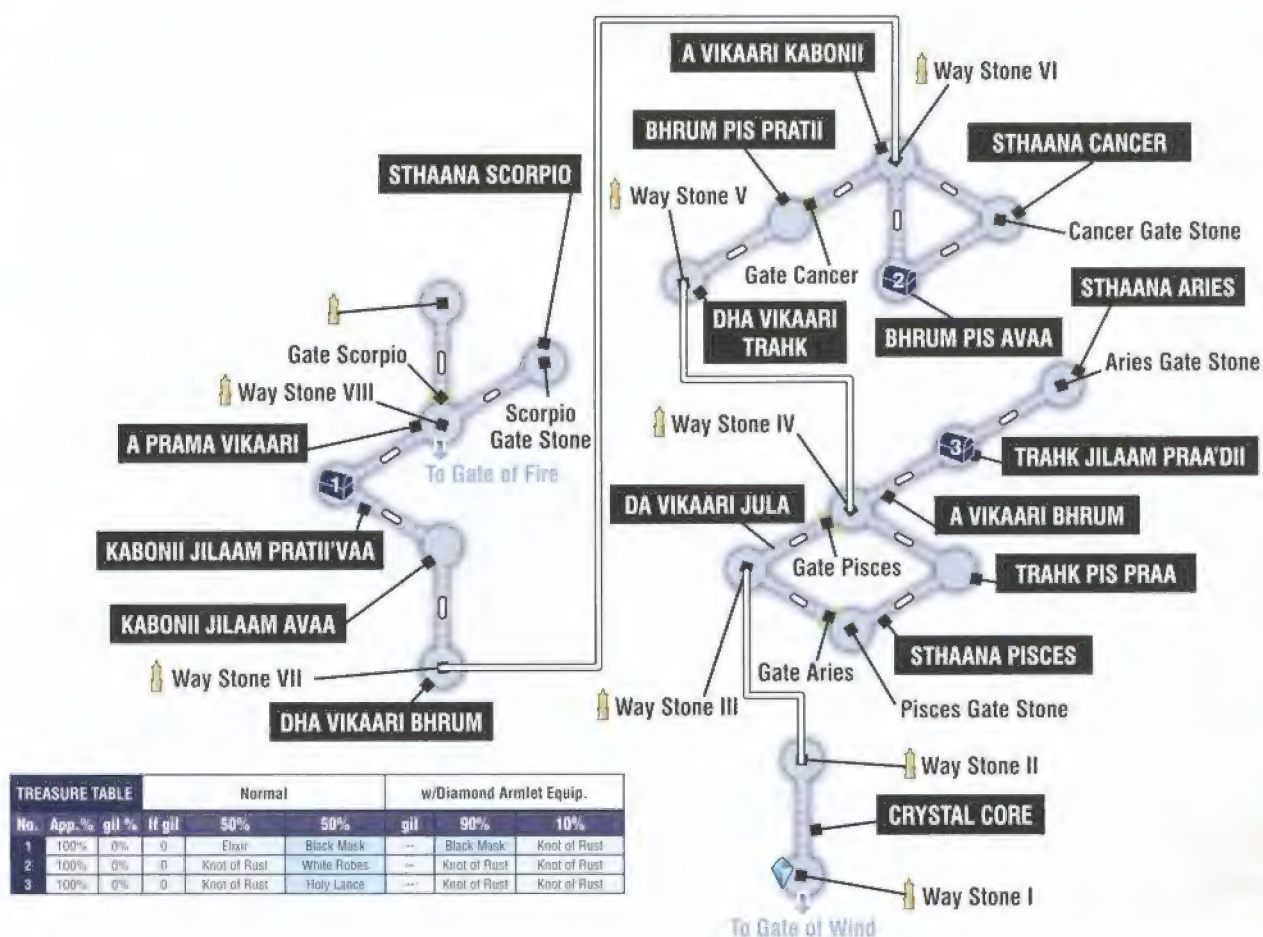 A VIKAARI KABONII
Way Stone VI
BHRUM PIS PRATII
STHAANA CANCER
STHAANA SCORPIO
Way Stone V
Cancer Gate Stone
Gate Cancer
2
STHAANA ARIES
DHA VIKAARI
TRAHK
BHRUM PIS AVAA
Gate Scorpio
Aries Gate Stone
Way Stone VIII
Scorpio
Gate Stone
Way Stone IV
A PRAMA VIKAARI
3
TRAHK JILAAM PRAA'DII
To Gate of Fire
1
DA VIKAARI JULA
A VIKAARI BHRUM
KABONII JILAAM PRATII'VAA
Gate Pisces
TRAHK PIS PRAA
KABONII JILAAM AVAA
STHAANA PISCES
Gate Aries
Way Stone VII
Way Stone III
Pisces Gate Stone
DHA VIKAARI BHRUM
Way Stone II
CRYSTAL CORE
Way Stone I
To Gate of Wind
TREASURE TABLE Normal w/Diamond Armlet Equip.
No. App.% gil % If gil 50% 50% gil 90% 10%
1 100% 0% 0 Elixir Black Mask -- Black Mask Knot of Rust
2 100% 0% 0 Knot of Rust White Robes -- Knot of Rust Knot of Rust
3 100% 0% 0 Knot of Rust Holy Lance -- Knot of Rust Knot of Rust